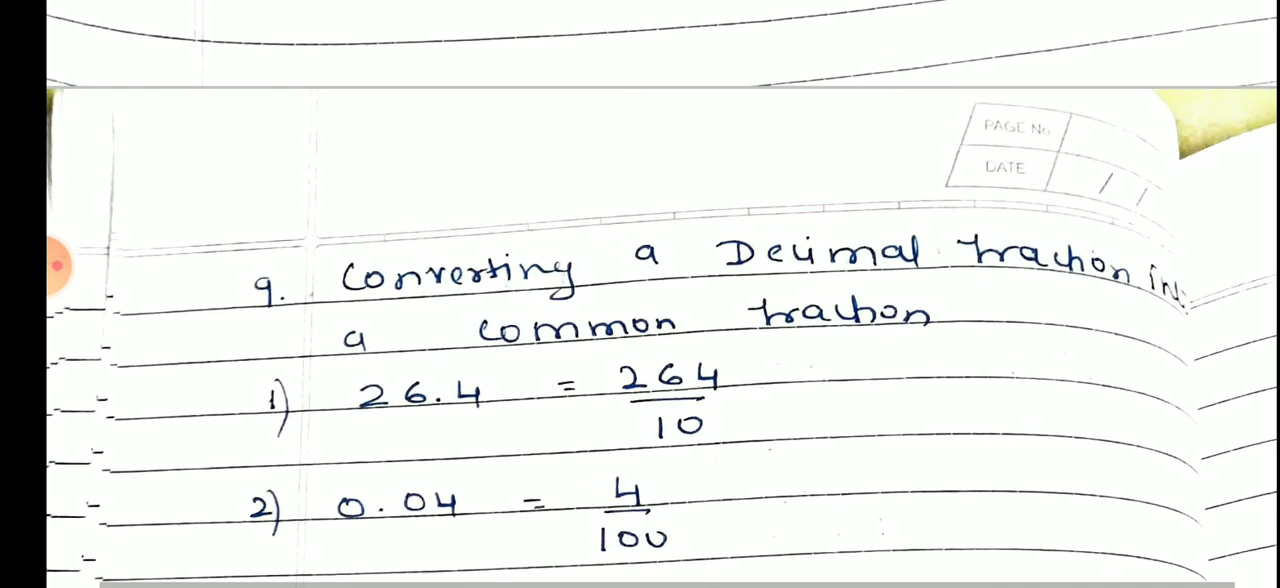 PAGE No
DATE / /
9. Converting a Decimal fraction int
a common fraction
1) 26.4 = 264/10
2) 0.04 = 4/100